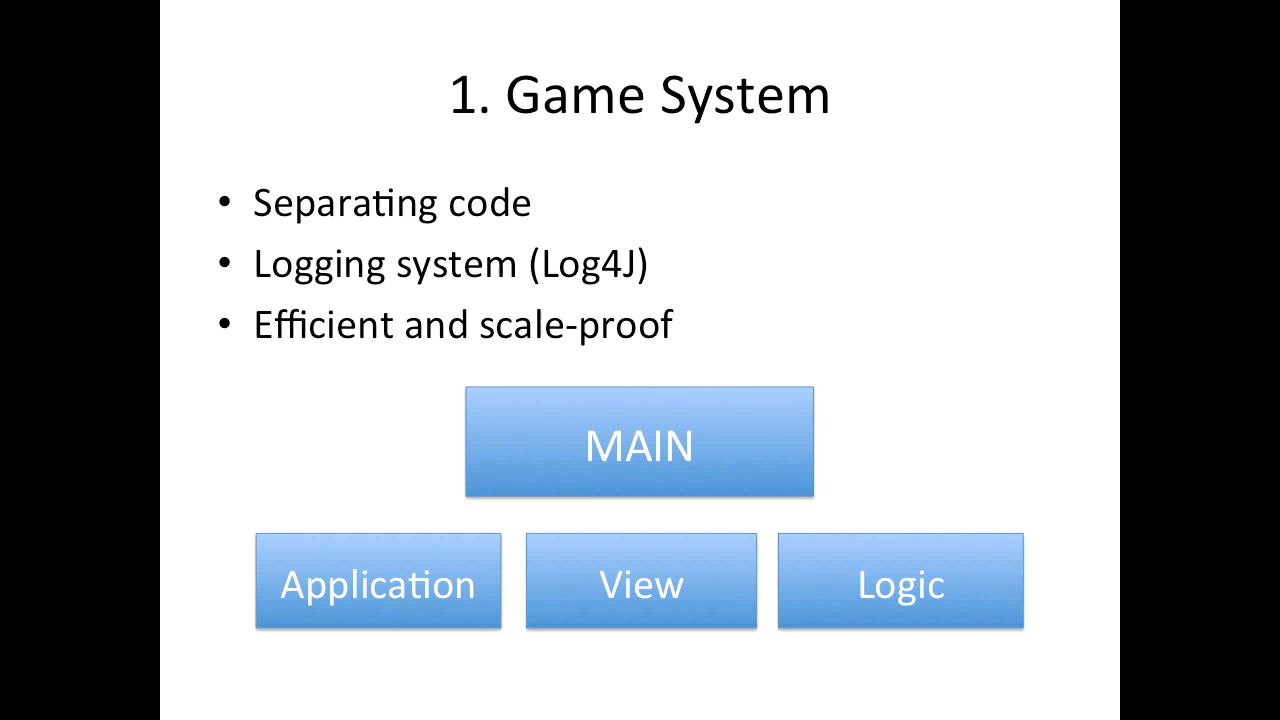 1. Game System
• Separating code
• Logging system (Log4J)
• Efficient and scale-proof
MAIN
Application View Logic